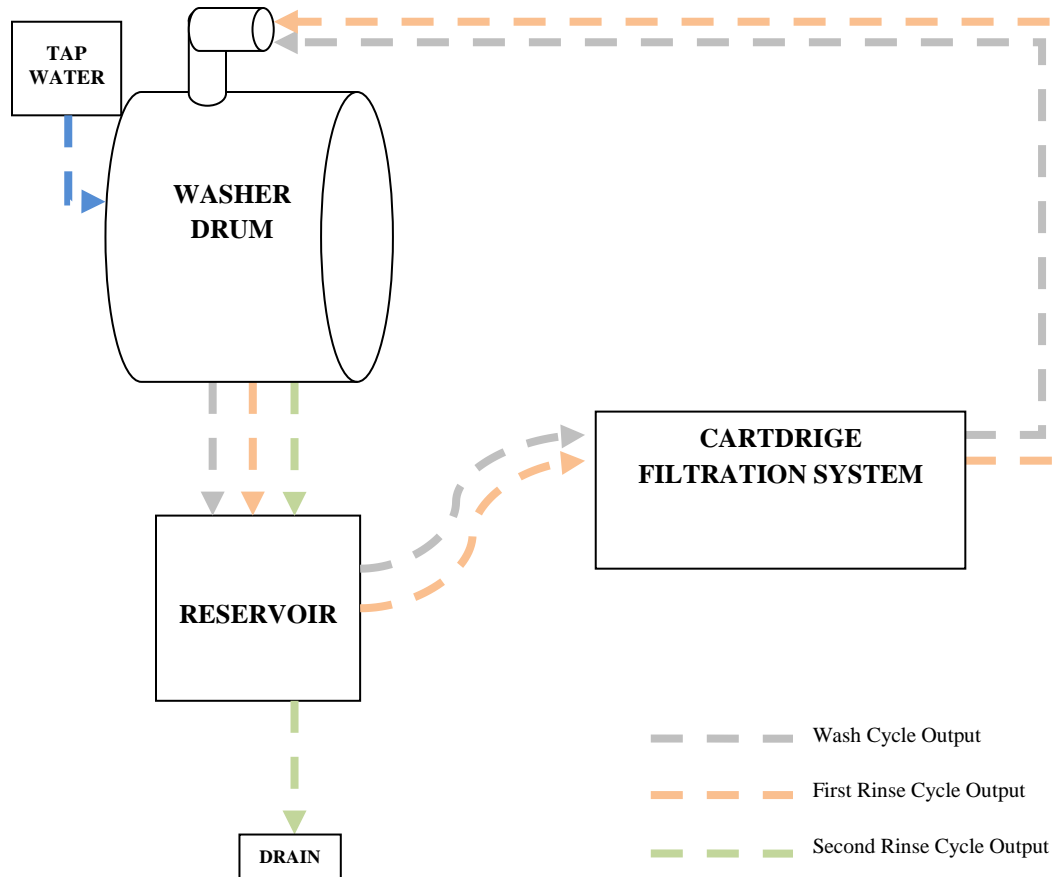 TAP
WATER
WASHER
DRUM
CARTDRIGE
FILTRATION SYSTEM
RESERVOIR
Wash Cycle Output
First Rinse Cycle Output
Second Rinse Cycle Output
DRAIN